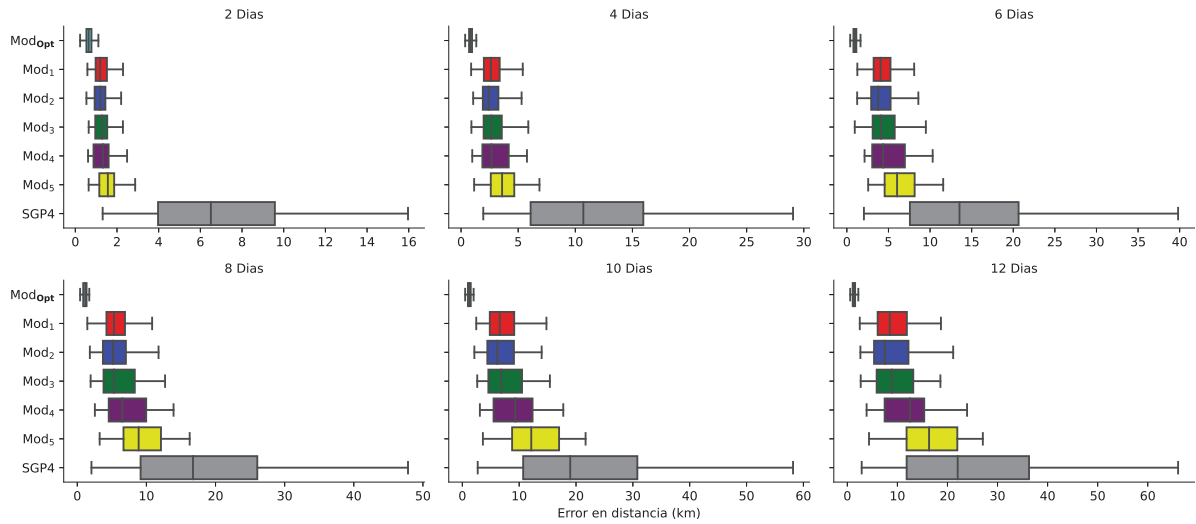 2 Dias
4 Dias
6 Dias
Mod_Opt
Mod_1
Mod_2
Mod_3
Mod_4
Mod_5
SGP4
0 2 4 6 8 10 12 14 16
0 5 10 15 20 25 30
0 5 10 15 20 25 30 35 40
8 Dias
10 Dias
12 Dias
Mod_Opt
Mod_1
Mod_2
Mod_3
Mod_4
Mod_5
SGP4
0 10 20 30 40 50
0 10 20 30 40 50 60
0 10 20 30 40 50 60
Error en distancia (km)